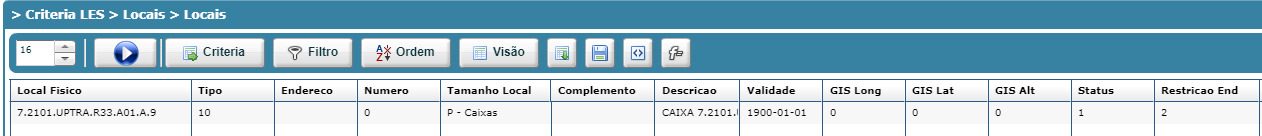 > Criteria LES > Locais > Locais
16 Criteria Filtro Ordem Visão
Local Fisico Tipo Endereco Numero Tamanho Local Complemento Descricao Validade GIS Long GIS Lat GIS Alt Status Restricao End
7.2101.UPTRA.R33.A01.A.9 10 0 P - Caixas CAIXA 7.2101.U 1900-01-01 0 0 0 1 2